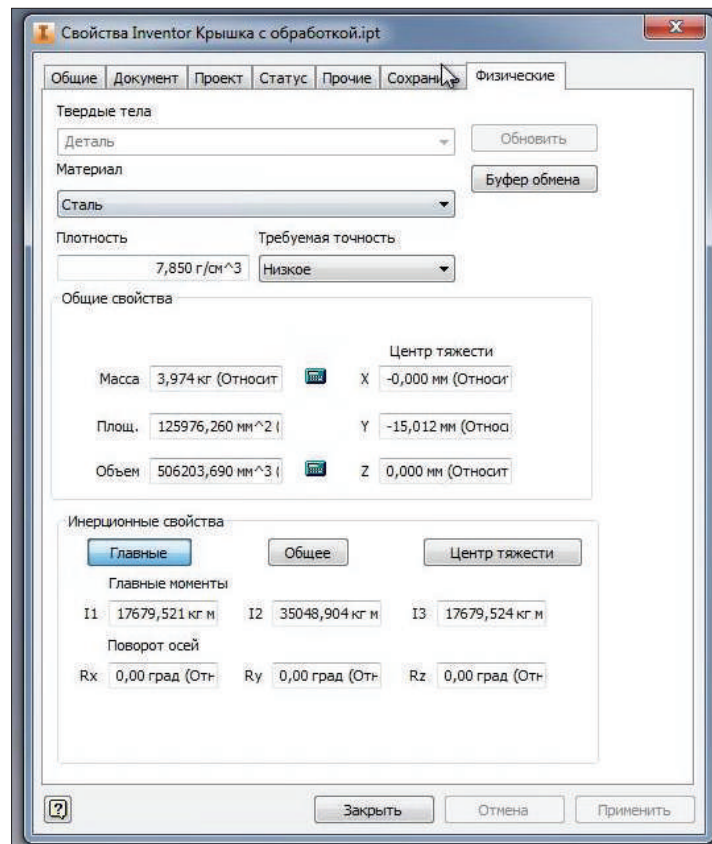 Свойства Inventor Крышка с обработкой.ipt
Общие Документ Проект Статус Прочие Сохрани Физические
Твердые тела
Деталь
Обновить
Материал
Буфер обмена
Сталь
Плотность Требуемая точность
7,850 г/см^3 Низкое
Общие свойства
Центр тяжести
Масса 3,974 кг (Относит X -0,000 мм (Относит
Площ. 125976,260 мм^2 ( Y -15,012 мм (Относ
Объем 506203,690 мм^3 ( Z 0,000 мм (Относит
Инерционные свойства
Главные Общее Центр тяжести
Главные моменты
I1 17679,521 кг м I2 35048,904 кг м I3 17679,524 кг м
Поворот осей
Rx 0,00 град (Отн Ry 0,00 град (Отн Rz 0,00 град (Отн
? Закрыть Отмена Применить